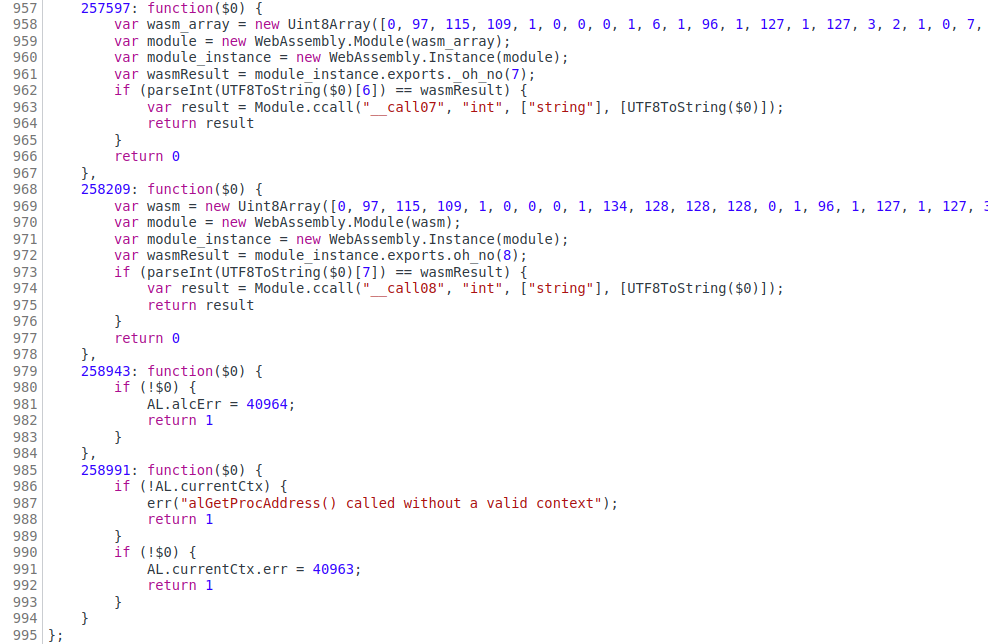 957     257597: function($0) {
958         var wasm_array = new Uint8Array([0, 97, 115, 109, 1, 0, 0, 0, 1, 6, 1, 96, 1, 127, 1, 127, 3, 2, 1, 0, 7,
959         var module = new WebAssembly.Module(wasm_array);
960         var module_instance = new WebAssembly.Instance(module);
961         var wasmResult = module_instance.exports._oh_no(7);
962         if (parseInt(UTF8ToString($0)[6]) == wasmResult) {
963             var result = Module.ccall("__call07", "int", ["string"], [UTF8ToString($0)]);
964             return result
965         }
966         return 0
967     },
968     258209: function($0) {
969         var wasm = new Uint8Array([0, 97, 115, 109, 1, 0, 0, 0, 1, 134, 128, 128, 128, 0, 1, 96, 1, 127, 1, 127, 3
970         var module = new WebAssembly.Module(wasm);
971         var module_instance = new WebAssembly.Instance(module);
972         var wasmResult = module_instance.exports.oh_no(8);
973         if (parseInt(UTF8ToString($0)[7]) == wasmResult) {
974             var result = Module.ccall("__call08", "int", ["string"], [UTF8ToString($0)]);
975             return result
976         }
977         return 0
978     },
979     258943: function($0) {
980         if (!$0) {
981             AL.alcErr = 40964;
982             return 1
983         }
984     },
985     258991: function($0) {
986         if (!AL.currentCtx) {
987             err("alGetProcAddress() called without a valid context");
988             return 1
989         }
990         if (!$0) {
991             AL.currentCtx.err = 40963;
992             return 1
993         }
994     }
995 };